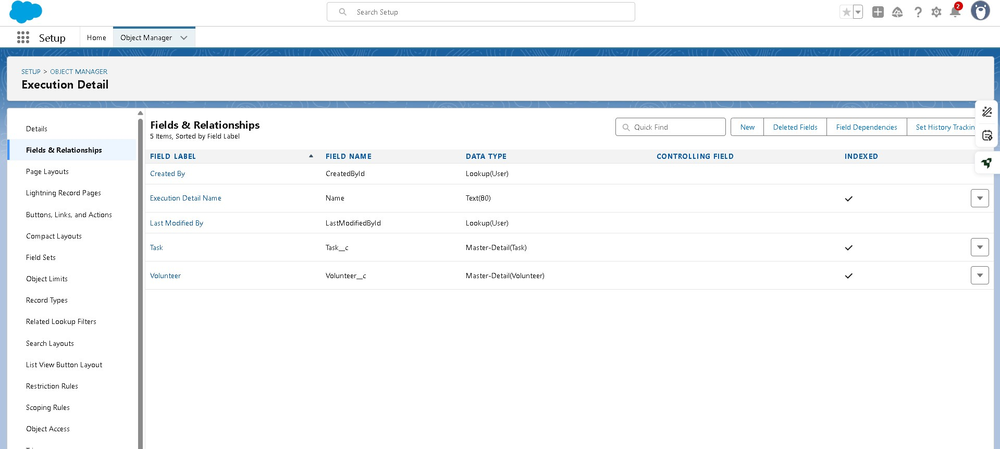 Search Setup
2
Setup
Home
Object Manager
SETUP > OBJECT MANAGER
Execution Detail
Details
Fields & Relationships
Page Layouts
Lightning Record Pages
Buttons, Links, and Actions
Compact Layouts
Field Sets
Object Limits
Record Types
Related Lookup Filters
Search Layouts
List View Button Layout
Restriction Rules
Scoping Rules
Object Access
Fields & Relationships
5 Items, Sorted by Field Label
Quick Find
New
Deleted Fields
Field Dependencies
Set History Trackin
FIELD LABEL FIELD NAME DATA TYPE CONTROLLING FIELD INDEXED
Created By CreatedById Lookup(User)
Execution Detail Name Name Text(80)
Last Modified By LastModifiedById Lookup(User)
Task Task__c Master-Detail(Task)
Volunteer Volunteer__c Master-Detail(Volunteer)